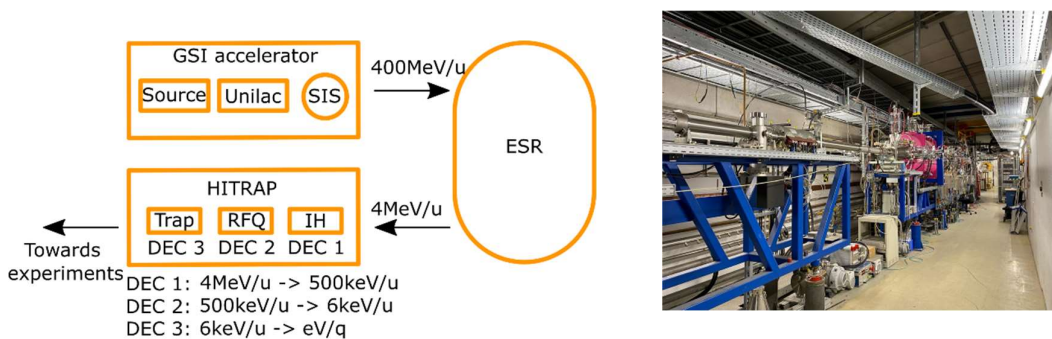 GSI accelerator
Source
Unilac
SIS
400MeV/u
ESR
HITRAP
Trap
RFQ
IH
DEC 3
DEC 2
DEC 1
4MeV/u
Towards
experiments
DEC 1: 4MeV/u -> 500keV/u
DEC 2: 500keV/u -> 6keV/u
DEC 3: 6keV/u -> eV/q